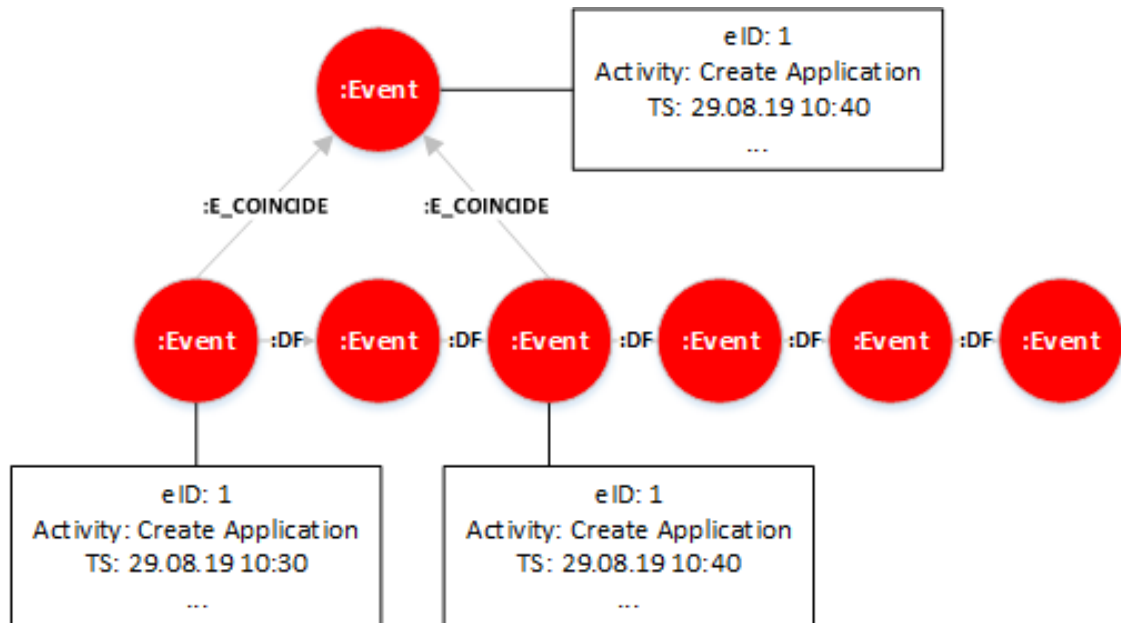 eID: 1
Activity: Create Application
TS: 29.08.19 10:40
...
:Event
:E_COINCIDE
:E_COINCIDE
:Event
:DF
:Event
:DF
:Event
:DF
:Event
:DF
:Event
:DF
:Event
eID: 1
Activity: Create Application
TS: 29.08.19 10:30
...
eID: 1
Activity: Create Application
TS: 29.08.19 10:40
...